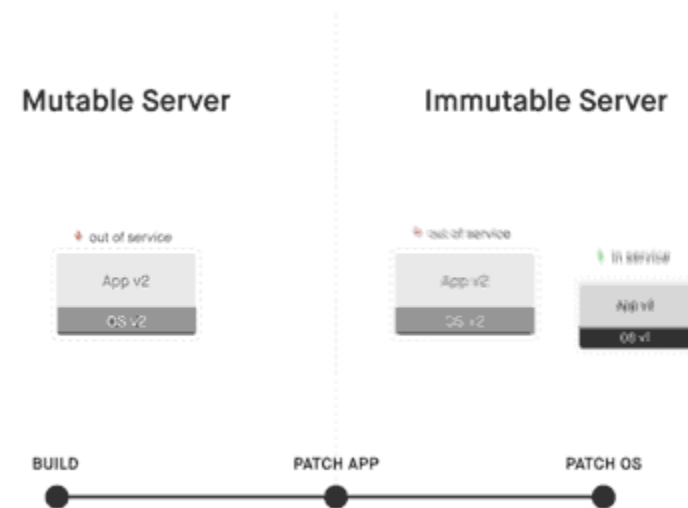 Mutable Server
Immutable Server
out of service
App v2
OS v2
out of service
App v2
OS v2
in service
App v1
OS v1
BUILD
PATCH APP
PATCH OS